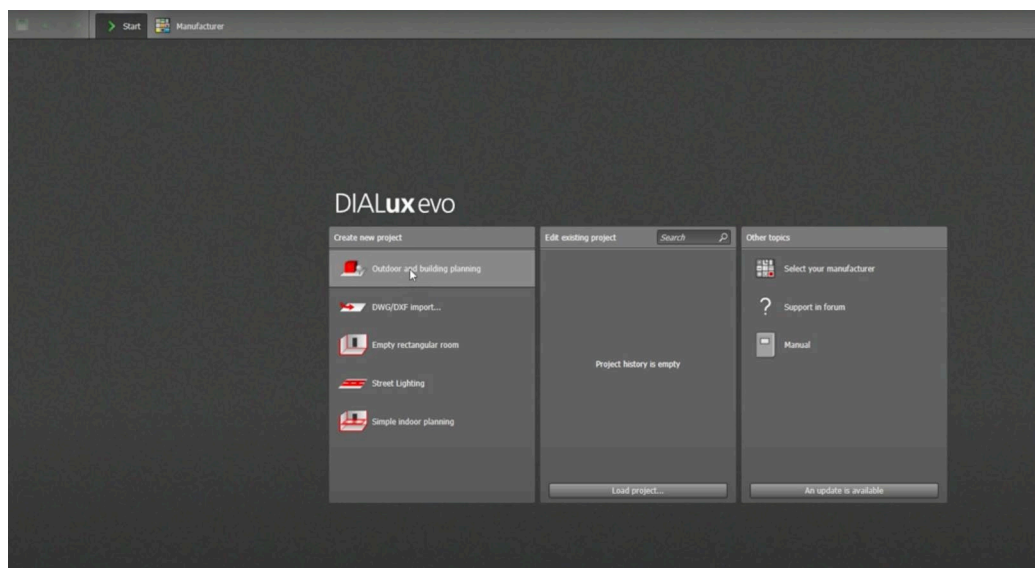 Start
Manufacturer
DIALux evo
Create new project
Outdoor and building planning
DWG/DXF import...
Empty rectangular room
Street Lighting
Simple indoor planning
Edit existing project
Search
Project history is empty
Load project...
Other topics
Select your manufacturer
Support in forum
Manual
An update is available